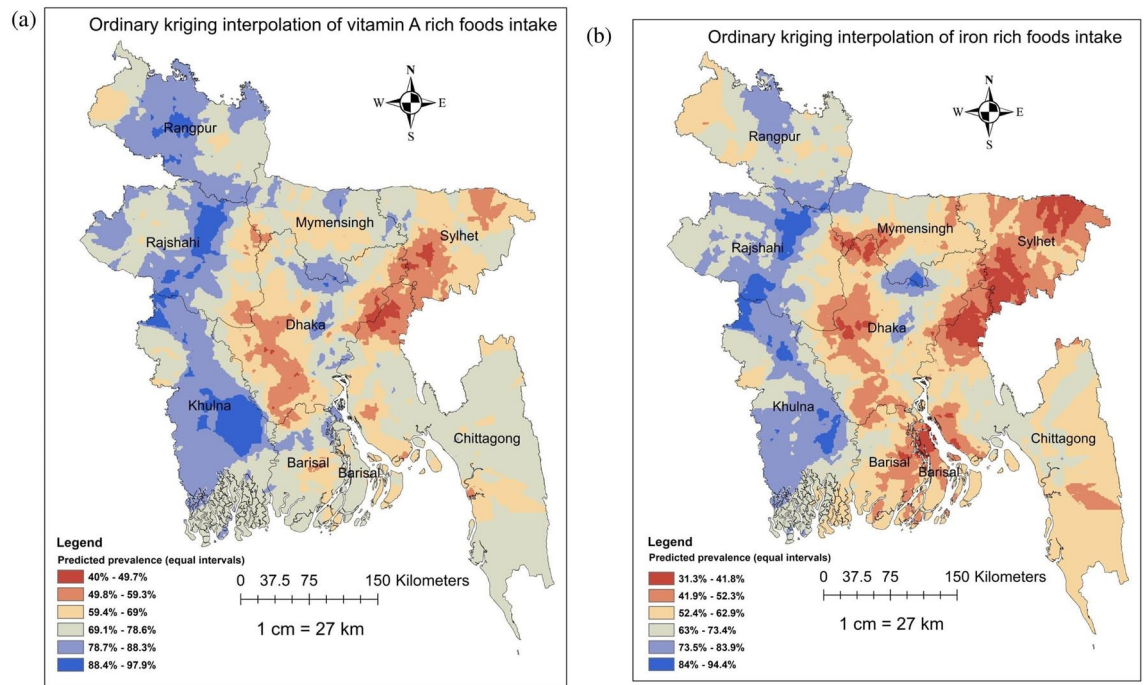 (a)
Ordinary kriging interpolation of vitamin A rich foods intake
N
W E
S
Rangpur
Mymensingh
Sylhet
Rajshahi
Dhaka
Khulna
Chittagong
Barisal
Barisal
Legend
Predicted prevalence (equal intervals)
40% - 49.7%
49.8% - 59.3%
59.4% - 69%
69.1% - 78.6%
78.7% - 88.3%
88.4% - 97.9%
0 37.5 75 150 Kilometers
1 cm = 27 km
(b)
Ordinary kriging interpolation of iron rich foods intake
N
W E
S
Rangpur
Mymensingh
Sylhet
Rajshahi
Dhaka
Khulna
Chittagong
Barisal
Barisal
Legend
Predicted prevalence (equal intervals)
31.3% - 41.8%
41.9% - 52.3%
52.4% - 62.9%
63% - 73.4%
73.5% - 83.9%
84% - 94.4%
0 37.5 75 150 Kilometers
1 cm = 27 km